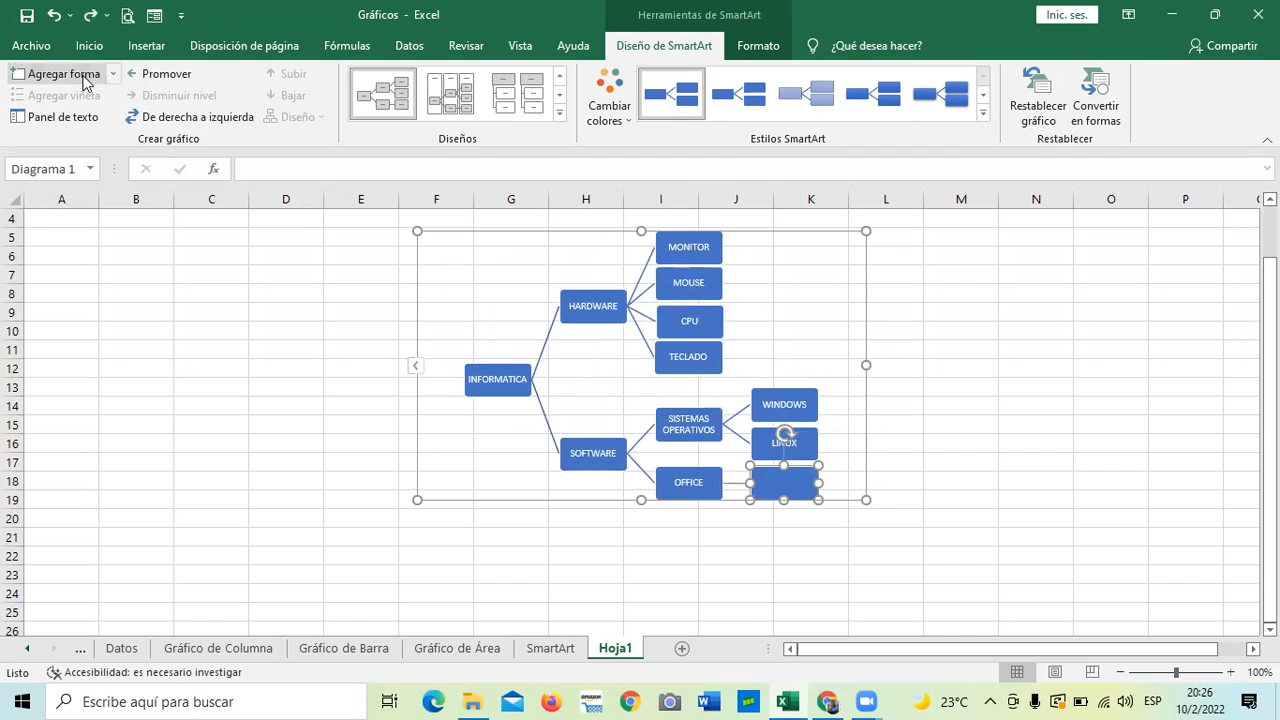 Gráficos - Excel
Herramientas de SmartArt
Inic. ses.
Archivo
Inicio
Insertar
Disposición de página
Fórmulas
Datos
Revisar
Vista
Ayuda
Diseño de SmartArt
Formato
¿Qué desea hacer?
Compartir
Agregar forma
Promover
Subir
Agregar viñeta
Disminuir nivel
Bajar
Panel de texto
De derecha a izquierda
Diseño
Crear gráfico
Diseños
Cambiar
colores
Estilos SmartArt
Restablecer
gráfico
Convertir
en formas
Restablecer
Diagrama 1
fx
A B C D E F G H I J K L M N O P
4
5
6
7
8
9
10
11
12
13
14
15
16
17
18
19
20
21
22
23
24
25
26
MONITOR
MOUSE
HARDWARE
CPU
TECLADO
INFORMATICA
WINDOWS
SISTEMAS
OPERATIVOS
LINUX
SOFTWARE
OFFICE
...
Datos
Gráfico de Columna
Gráfico de Barra
Gráfico de Área
SmartArt
Hoja1
Listo
Accesibilidad: es necesario investigar
100%
Escribe aquí para buscar
amazon
23°C
ESP
20:26
10/2/2022